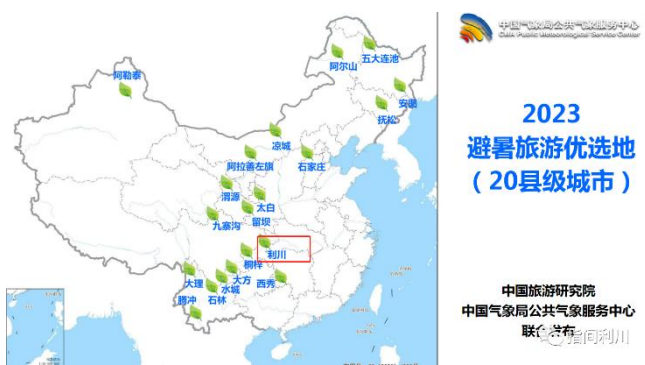 中国气象局公共气象服务中心
CMA Public Meteorological Service Center
2023
避暑旅游优选地
（20县级城市）
中国旅游研究院
中国气象局公共气象服务中心
联合发布
指间利川
五大连池
阿尔山
阿勒泰
安图
抚松
凉城
阿拉善左旗
石家庄
渭源
太白
留坝
九寨沟
利川
桐梓
大方
大理
水城
西秀
石林
腾冲